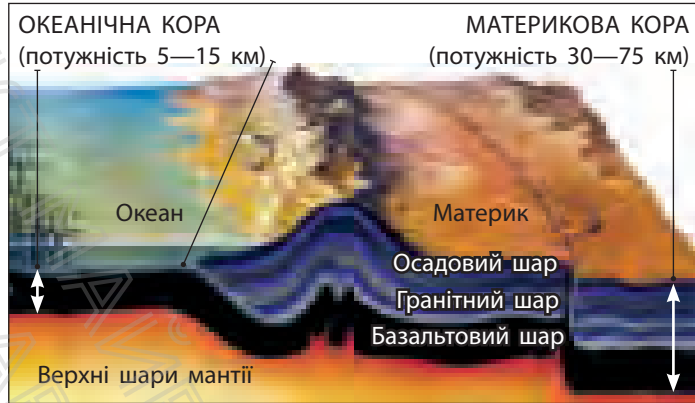 ОКЕАНІЧНА КОРА
(потужність 5—15 км)
МАТЕРИКОВА КОРА
(потужність 30—75 км)
Океан
Материк
Осадовий шар
Гранітний шар
Базальтовий шар
Верхні шари мантії